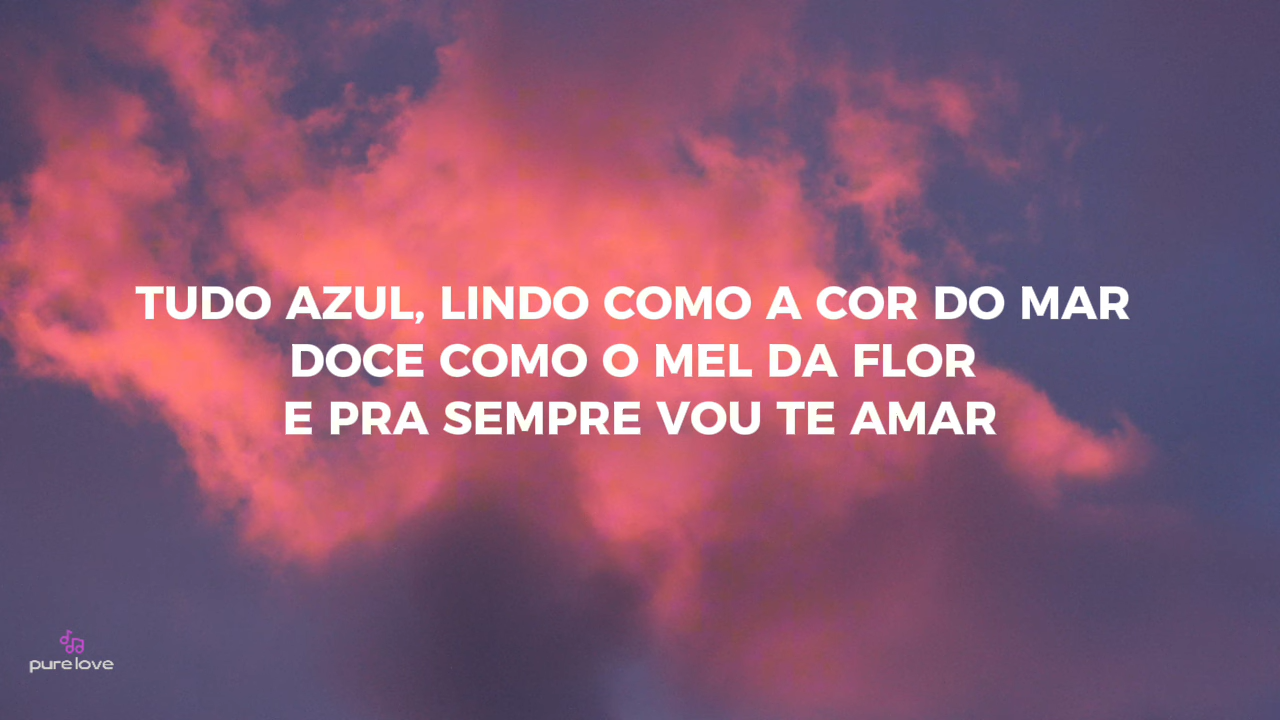 TUDO AZUL, LINDO COMO A COR DO MAR
DOCE COMO O MEL DA FLOR
E PRA SEMPRE VOU TE AMAR
pure love